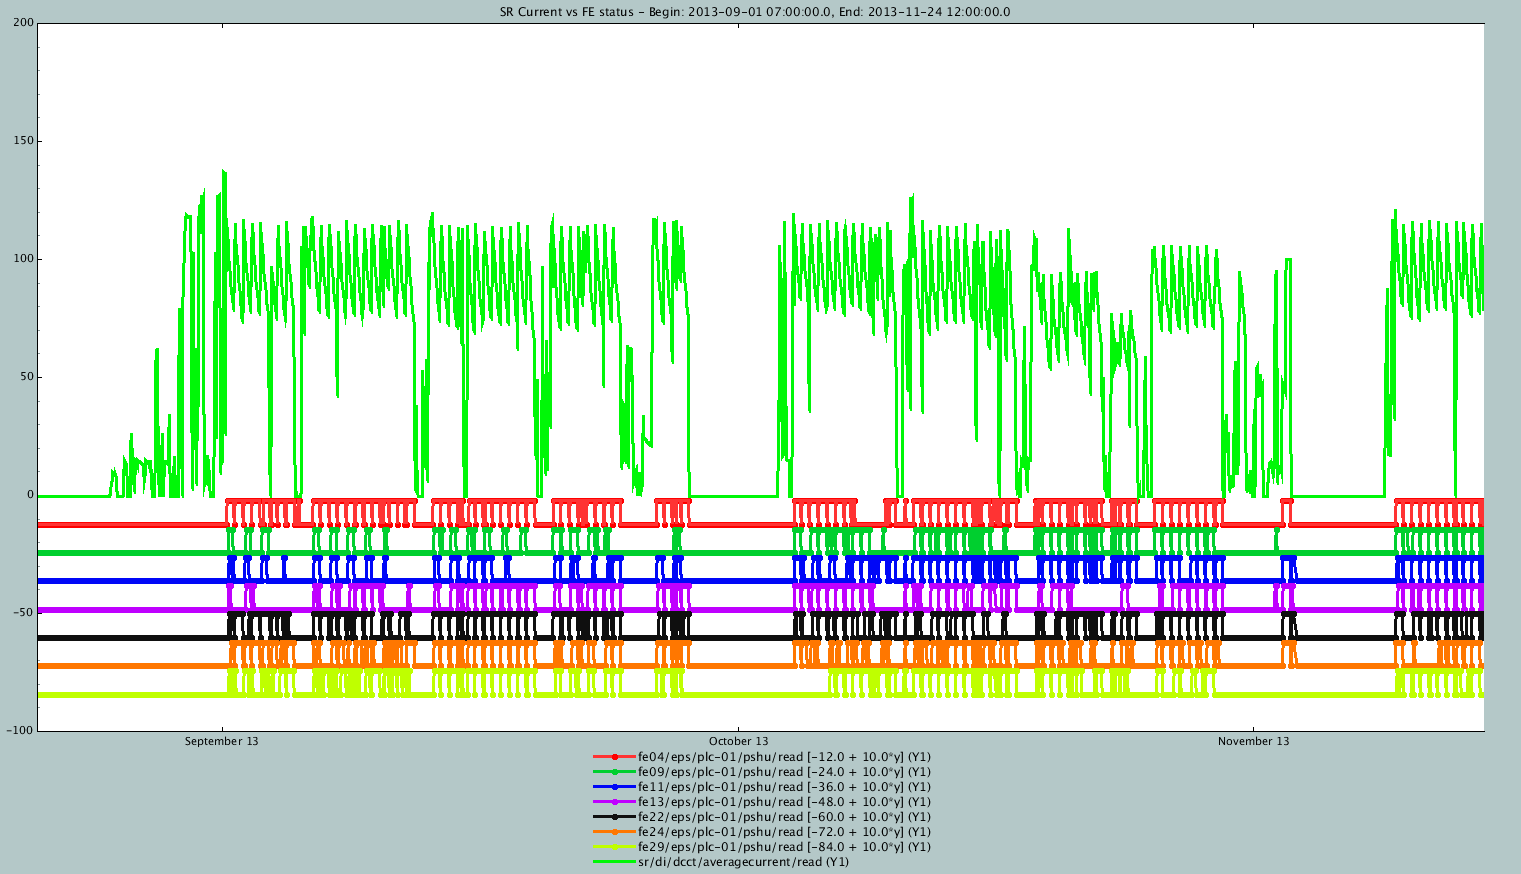 SR Current vs FE status - Begin: 2013-09-01 07:00:00.0, End: 2013-11-24 12:00:00.0
200
150
100
50
0
-50
-100
September 13 October 13 November 13
fe04/eps/plc-01/pshu/read [-12.0 + 10.0*y] (Y1)
fe09/eps/plc-01/pshu/read [-24.0 + 10.0*y] (Y1)
fe11/eps/plc-01/pshu/read [-36.0 + 10.0*y] (Y1)
fe13/eps/plc-01/pshu/read [-48.0 + 10.0*y] (Y1)
fe22/eps/plc-01/pshu/read [-60.0 + 10.0*y] (Y1)
fe24/eps/plc-01/pshu/read [-72.0 + 10.0*y] (Y1)
fe29/eps/plc-01/pshu/read [-84.0 + 10.0*y] (Y1)
sr/di/dcct/averagecurrent/read (Y1)